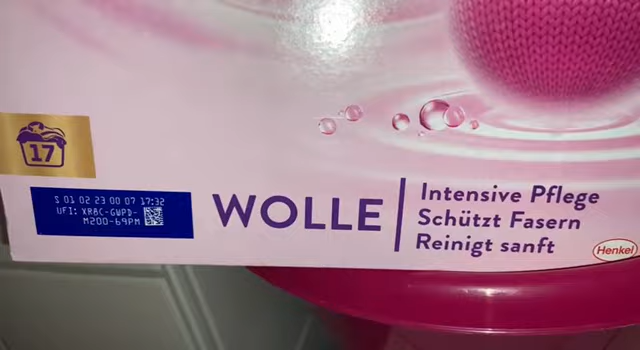 17
S 01 02 23 00 07 17:32
UFI: XR8C-GWPD-
M200-69PM
WOLLE
Intensive Pflege
Schützt Fasern
Reinigt sanft
Henkel